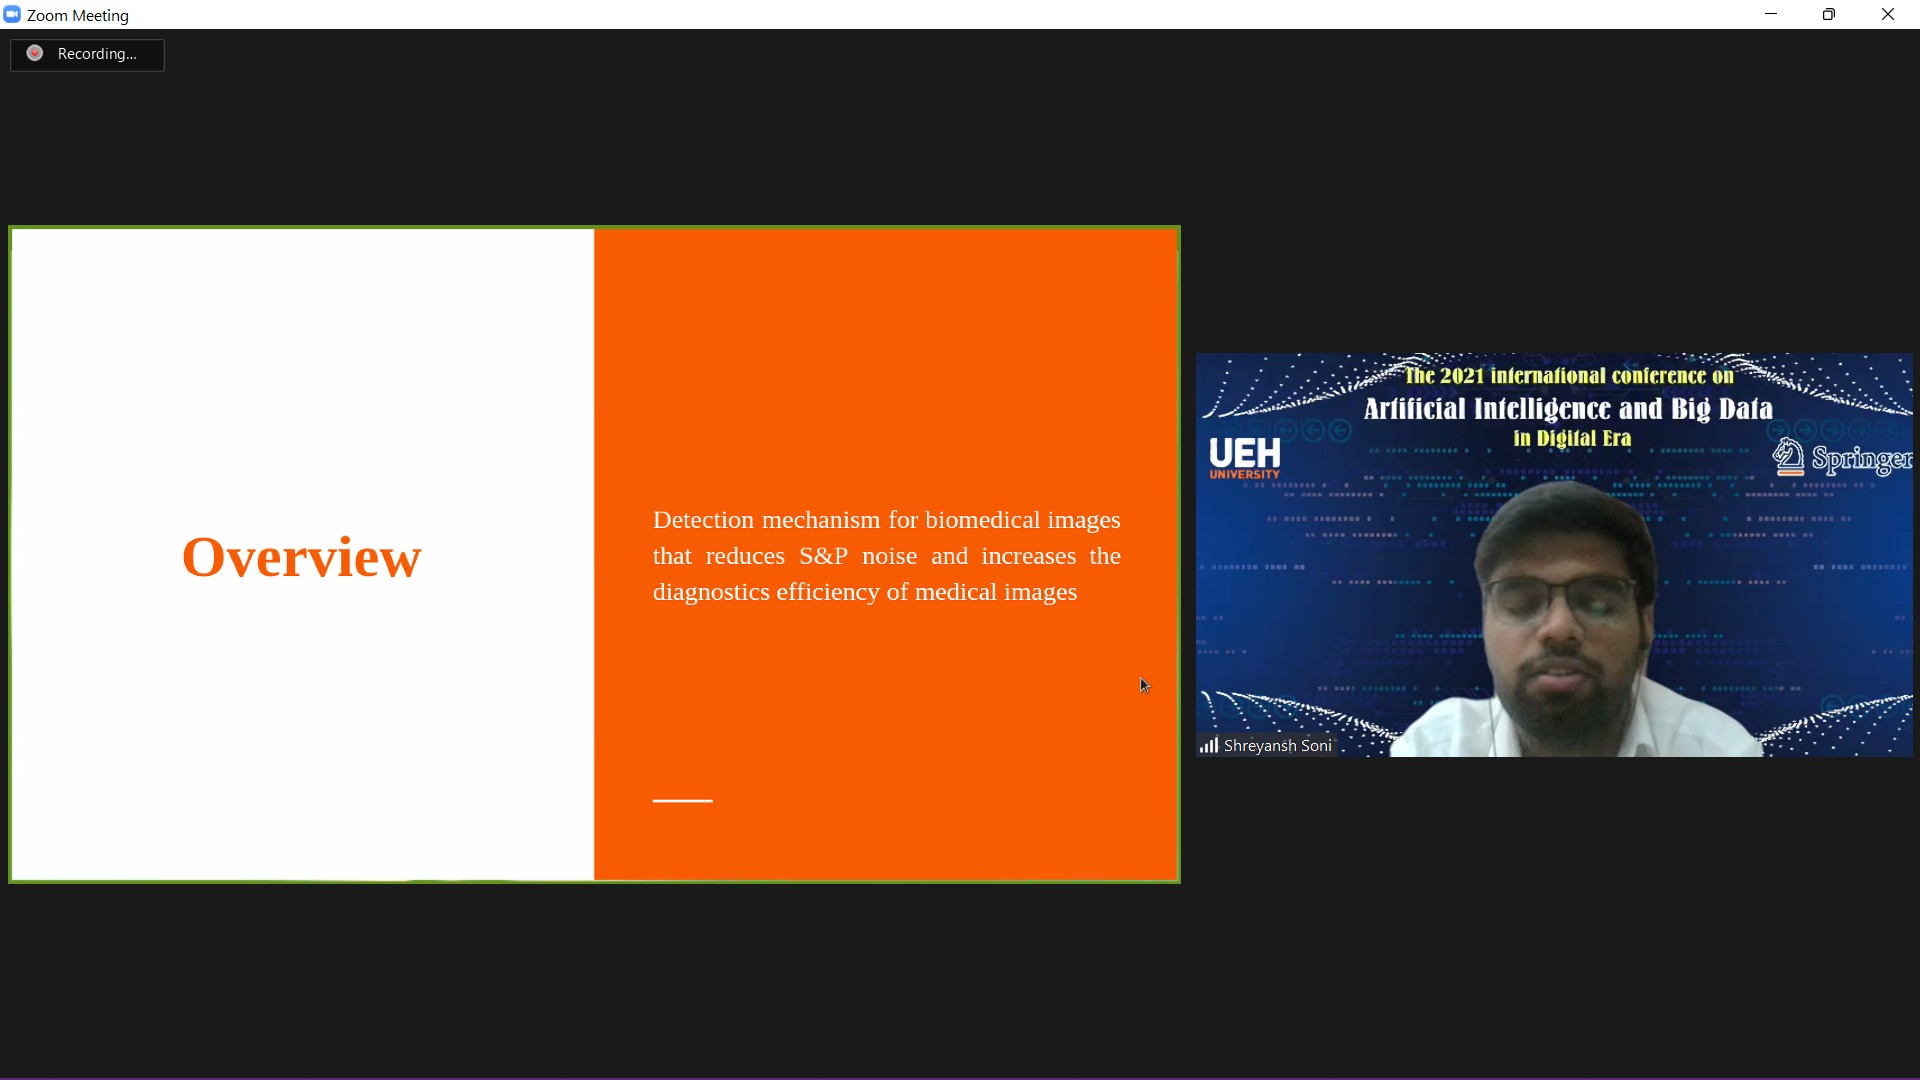 Zoom Meeting
Recording...
Overview
Detection mechanism for biomedical images
that reduces S&P noise and increases the
diagnostics efficiency of medical images
The 2021 international conference on
Artificial Intelligence and Big Data
in Digital Era
UEH
UNIVERSITY
Springer
Shreyansh Soni